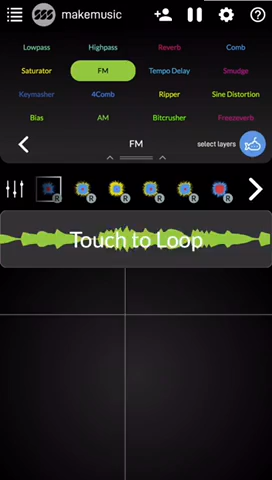 makemusic
Lowpass Highpass Reverb Comb
Saturator FM Tempo Delay Smudge
Keymasher 4Comb Ripper Sine Distortion
Bias AM Bitcrusher Freezeverb
FM select layers
R R R R R R
Touch to Loop